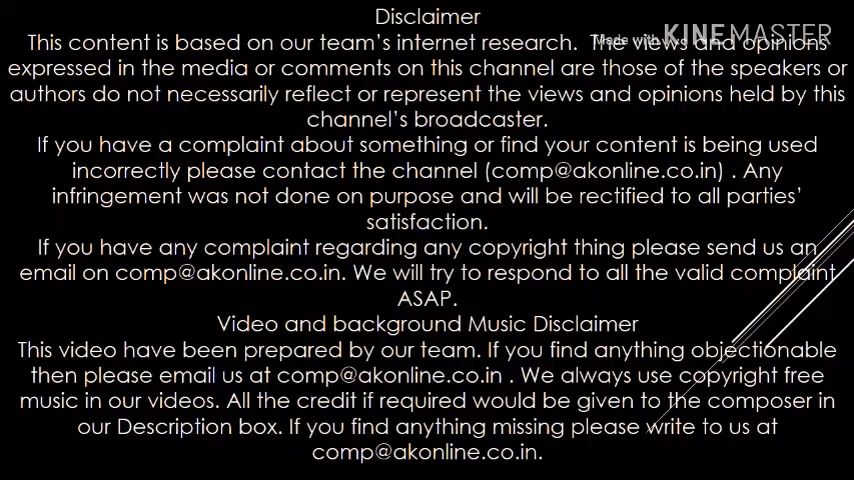 Disclaimer
This content is based on our team's internet research. The views and opinions
Made with KINEMASTER
expressed in the media or comments on this channel are those of the speakers or
authors do not necessarily reflect or represent the views and opinions held by this
channel's broadcaster.
If you have a complaint about something or find your content is being used
incorrectly please contact the channel (comp@akonline.co.in) . Any
infringement was not done on purpose and will be rectified to all parties'
satisfaction.
If you have any complaint regarding any copyright thing please send us an
email on comp@akonline.co.in. We will try to respond to all the valid complaint
ASAP.
Video and background Music Disclaimer
This video have been prepared by our team. If you find anything objectionable
then please email us at comp@akonline.co.in . We always use copyright free
music in our videos. All the credit if required would be given to the composer in
our Description box. If you find anything missing please write to us at
comp@akonline.co.in.